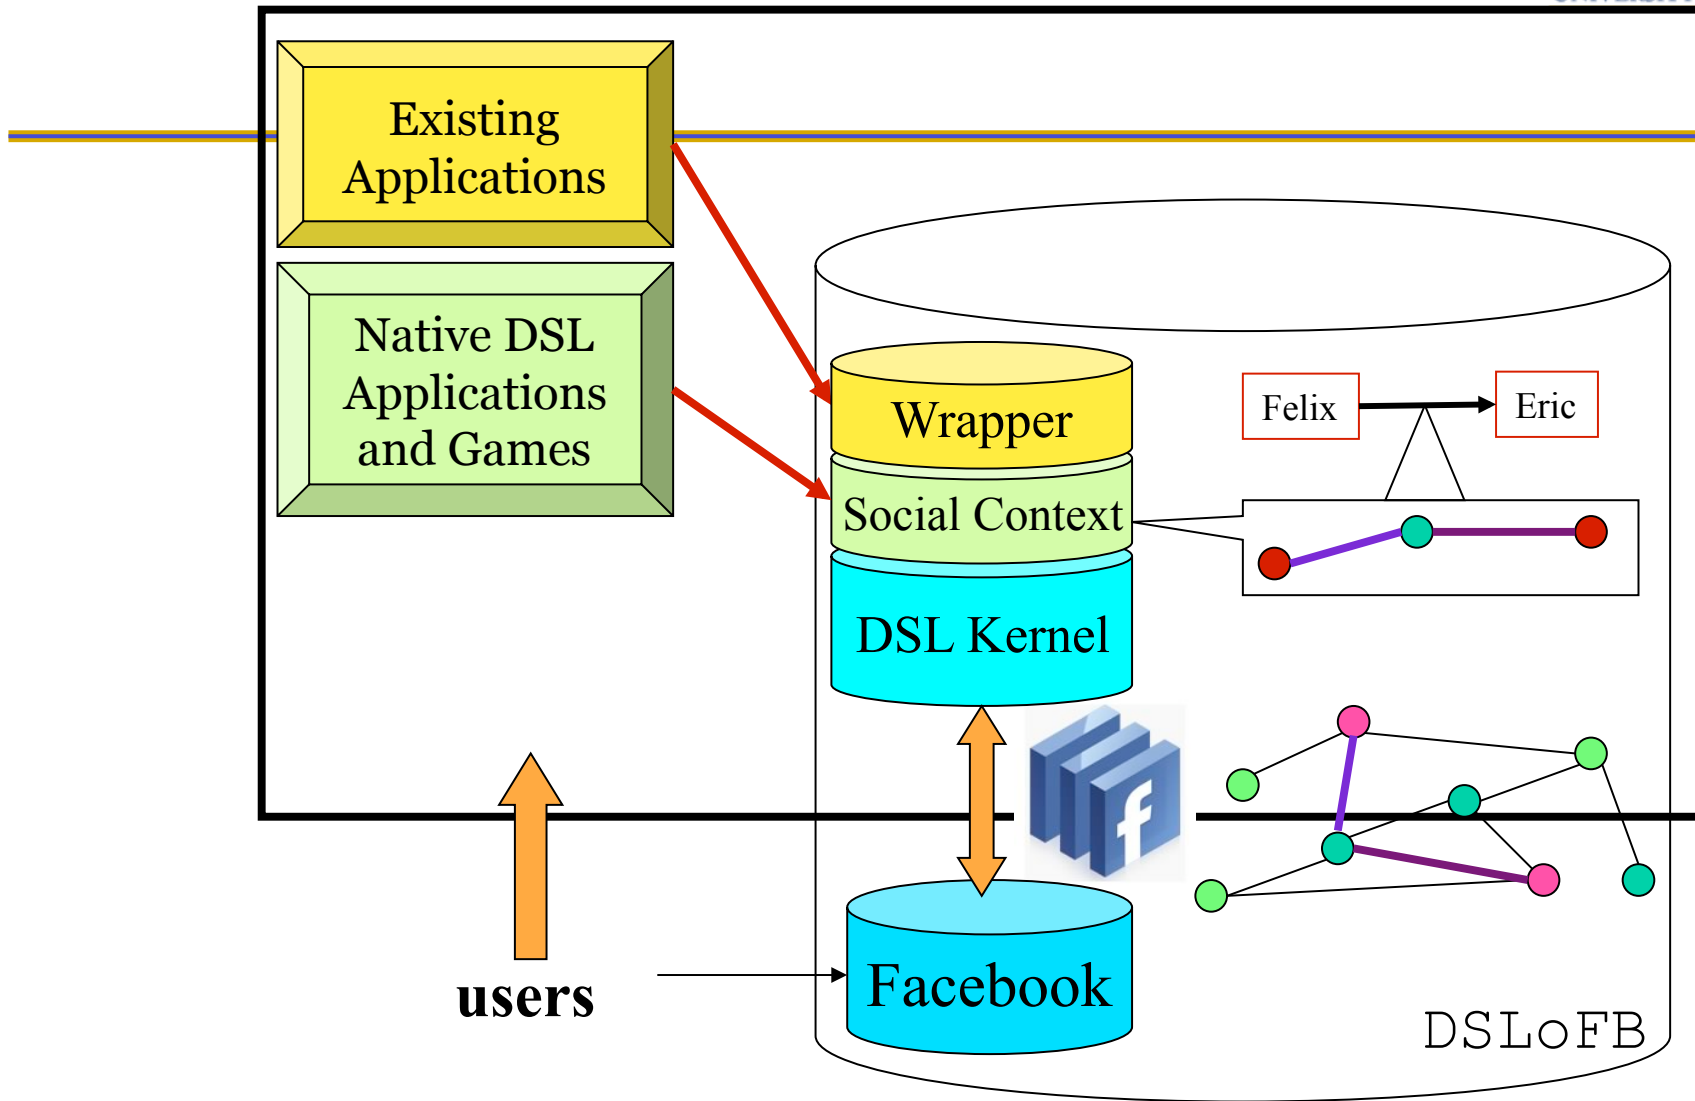 Existing
Applications
Native DSL
Applications
and Games
Wrapper
Social Context
DSL Kernel
Felix
Eric
users
Facebook
DSLoFB